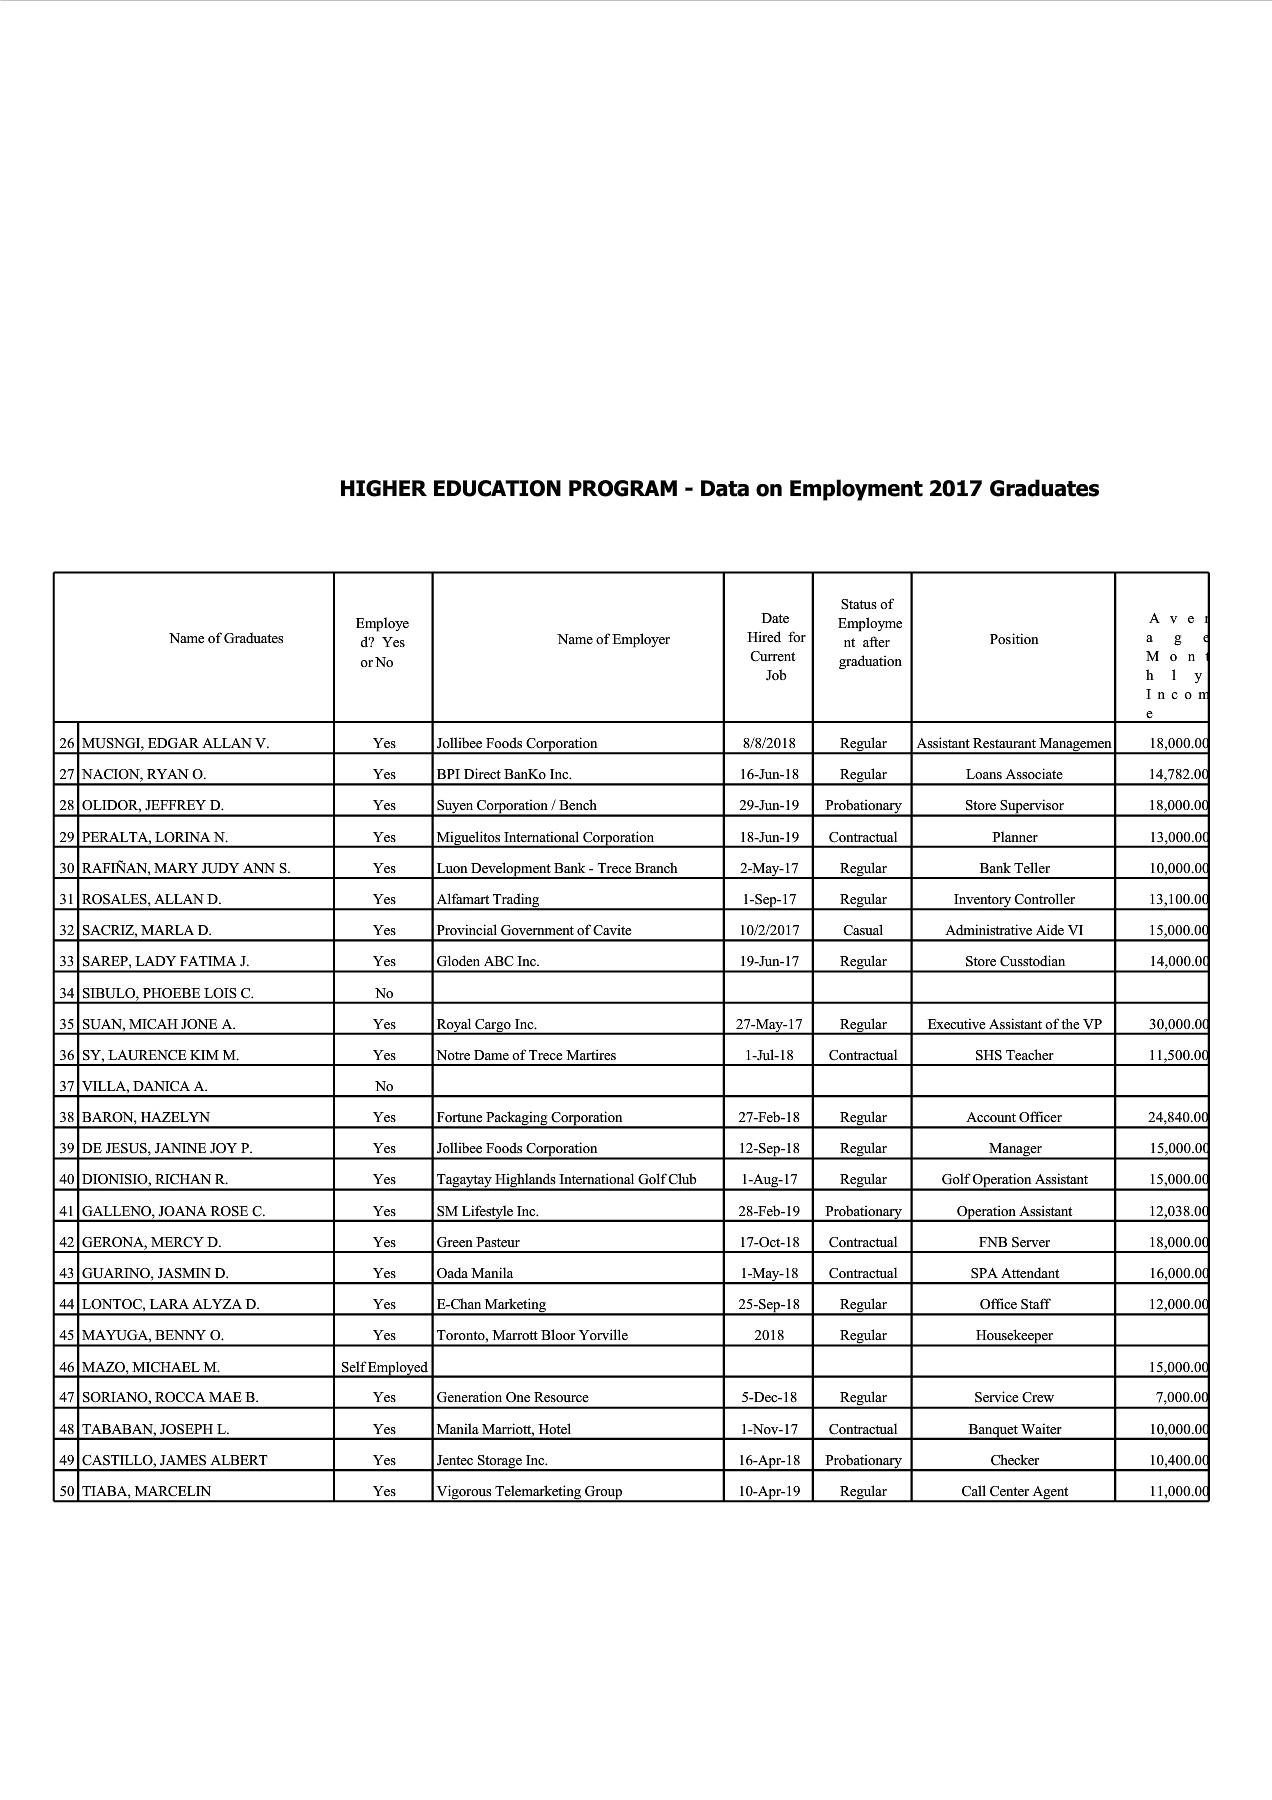 HIGHER EDUCATION PROGRAM - Data on Employment 2017 Graduates
Name of Graduates
Employe
d? Yes
or No
Name of Employer
Date
Hired for
Current
Job
Status of
Employme
nt after
graduation
Position
A v e r
a g e
M o n t
h l y
I n c o m
e
26 MUSNGI, EDGAR ALLAN V. Yes Jollibee Foods Corporation 8/8/2018 Regular Assistant Restaurant Managemen 18,000.00
27 NACION, RYAN O. Yes BPI Direct BanKo Inc. 16-Jun-18 Regular Loans Associate 14,782.00
28 OLIDOR, JEFFREY D. Yes Suyen Corporation / Bench 29-Jun-19 Probationary Store Supervisor 18,000.00
29 PERALTA, LORINA N. Yes Miguelitos International Corporation 18-Jun-19 Contractual Planner 13,000.00
30 RAFIÑAN, MARY JUDY ANN S. Yes Luon Development Bank - Trece Branch 2-May-17 Regular Bank Teller 10,000.00
31 ROSALES, ALLAN D. Yes Alfamart Trading 1-Sep-17 Regular Inventory Controller 13,100.00
32 SACRIZ, MARLA D. Yes Provincial Government of Cavite 10/2/2017 Casual Administrative Aide VI 15,000.00
33 SAREP, LADY FATIMA J. Yes Gloden ABC Inc. 19-Jun-17 Regular Store Cusstodian 14,000.00
34 SIBULO, PHOEBE LOIS C. No
35 SUAN, MICAH JONE A. Yes Royal Cargo Inc. 27-May-17 Regular Executive Assistant of the VP 30,000.00
36 SY, LAURENCE KIM M. Yes Notre Dame of Trece Martires 1-Jul-18 Contractual SHS Teacher 11,500.00
37 VILLA, DANICA A. No
38 BARON, HAZELYN Yes Fortune Packaging Corporation 27-Feb-18 Regular Account Officer 24,840.00
39 DE JESUS, JANINE JOY P. Yes Jollibee Foods Corporation 12-Sep-18 Regular Manager 15,000.00
40 DIONISIO, RICHAN R. Yes Tagaytay Highlands International Golf Club 1-Aug-17 Regular Golf Operation Assistant 15,000.00
41 GALLENO, JOANA ROSE C. Yes SM Lifestyle Inc. 28-Feb-19 Probationary Operation Assistant 12,038.00
42 GERONA, MERCY D. Yes Green Pasteur 17-Oct-18 Contractual FNB Server 18,000.00
43 GUARINO, JASMIN D. Yes Oada Manila 1-May-18 Contractual SPA Attendant 16,000.00
44 LONTOC, LARA ALYZA D. Yes E-Chan Marketing 25-Sep-18 Regular Office Staff 12,000.00
45 MAYUGA, BENNY O. Yes Toronto, Marrott Bloor Yorville 2018 Regular Housekeeper
46 MAZO, MICHAEL M. Self Employed 15,000.00
47 SORIANO, ROCCA MAE B. Yes Generation One Resource 5-Dec-18 Regular Service Crew 7,000.00
48 TABABAN, JOSEPH L. Yes Manila Marriott, Hotel 1-Nov-17 Contractual Banquet Waiter 10,000.00
49 CASTILLO, JAMES ALBERT Yes Jentec Storage Inc. 16-Apr-18 Probationary Checker 10,400.00
50 TIABA, MARCELIN Yes Vigorous Telemarketing Group 10-Apr-19 Regular Call Center Agent 11,000.00